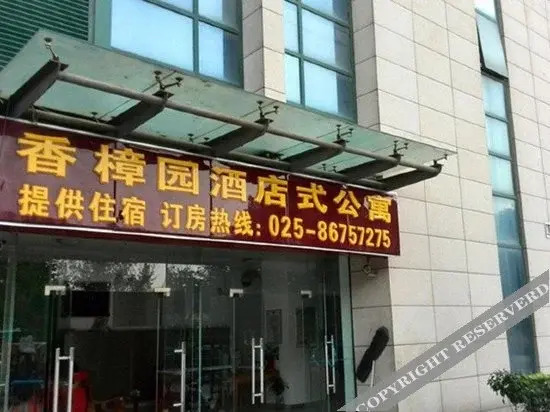 香樟园酒店式公寓
提供住宿 订房热线:025-86757275
COPYRIGHT RESERVERD